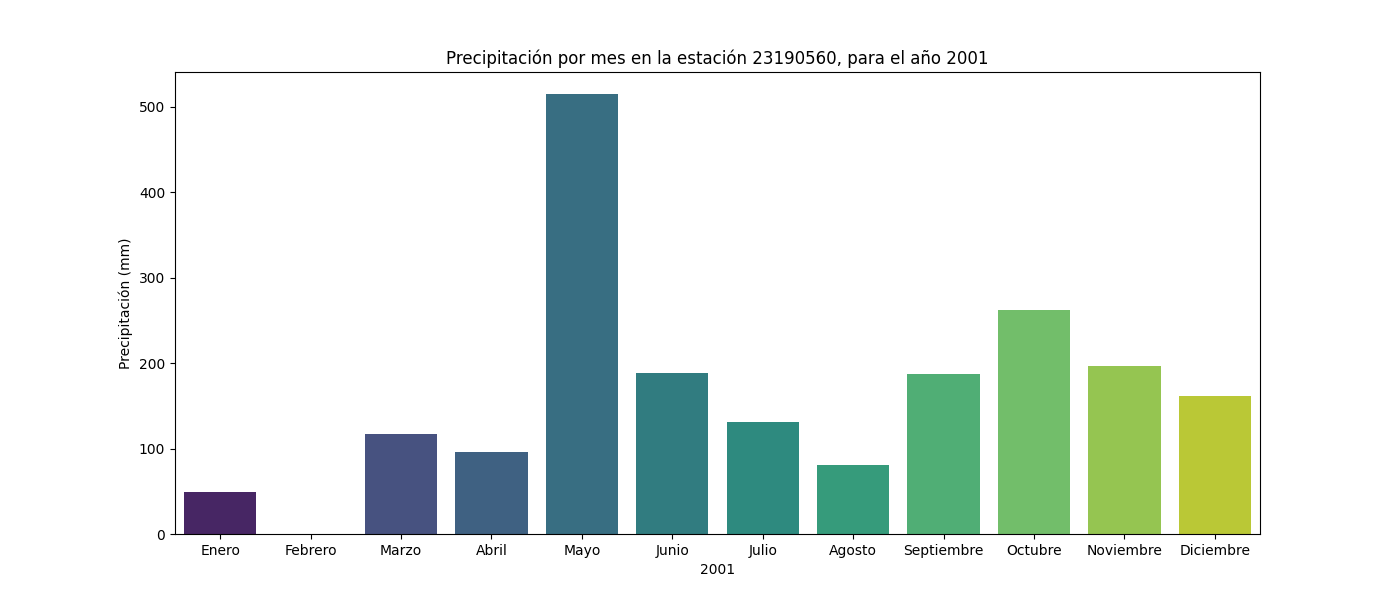 Precipitación por mes en la estación 23190560, para el año 2001
Precipitación (mm)
500
400
300
200
100
0
Enero Febrero Marzo Abril Mayo Junio Julio Agosto Septiembre Octubre Noviembre Diciembre
2001